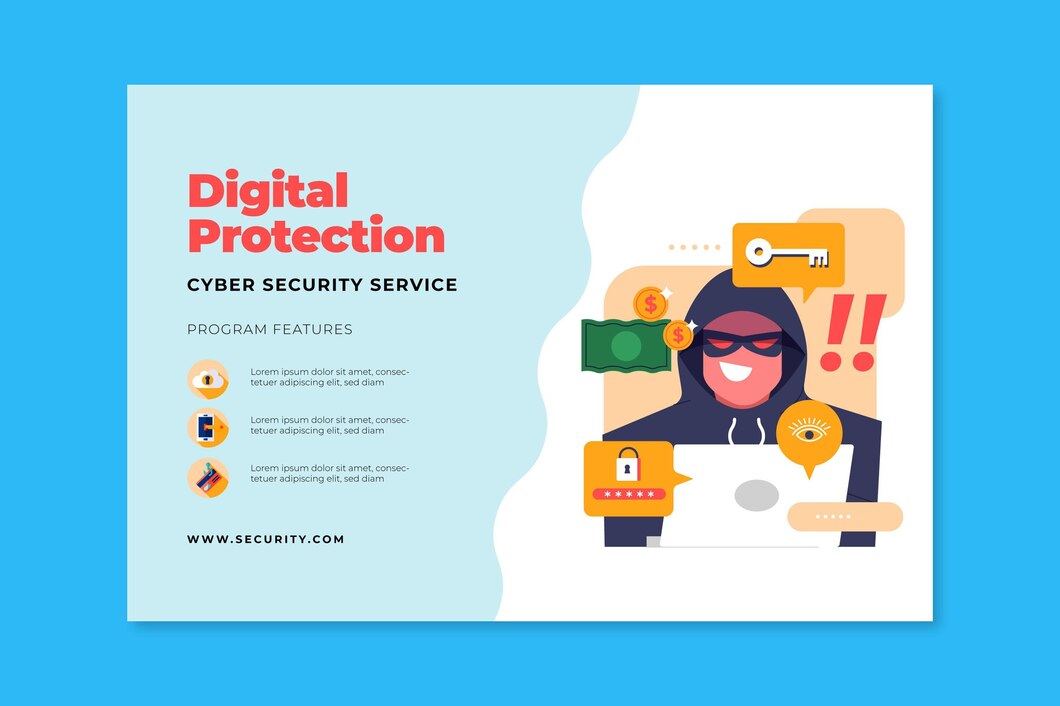 Digital
Protection
CYBER SECURITY SERVICE
PROGRAM FEATURES
Lorem ipsum dolor sit amet, consec-
tetuer adipiscing elit, sed diam
Lorem ipsum dolor sit amet, consec-
tetuer adipiscing elit, sed diam
Lorem ipsum dolor sit amet, consec-
tetuer adipiscing elit, sed diam
WWW.SECURITY.COM
$
$
!!
*****